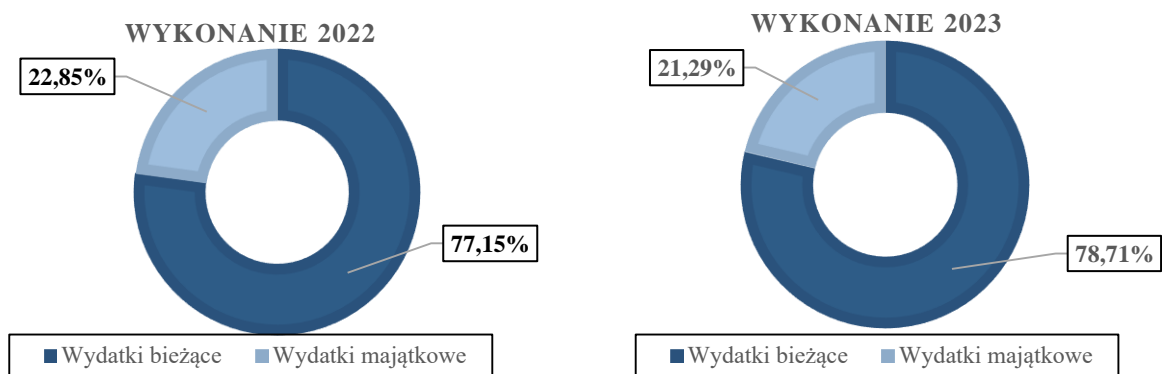 WYKONANIE 2022
22,85%
77,15%
Wydatki bieżące Wydatki majątkowe
WYKONANIE 2023
21,29%
78,71%
Wydatki bieżące Wydatki majątkowe